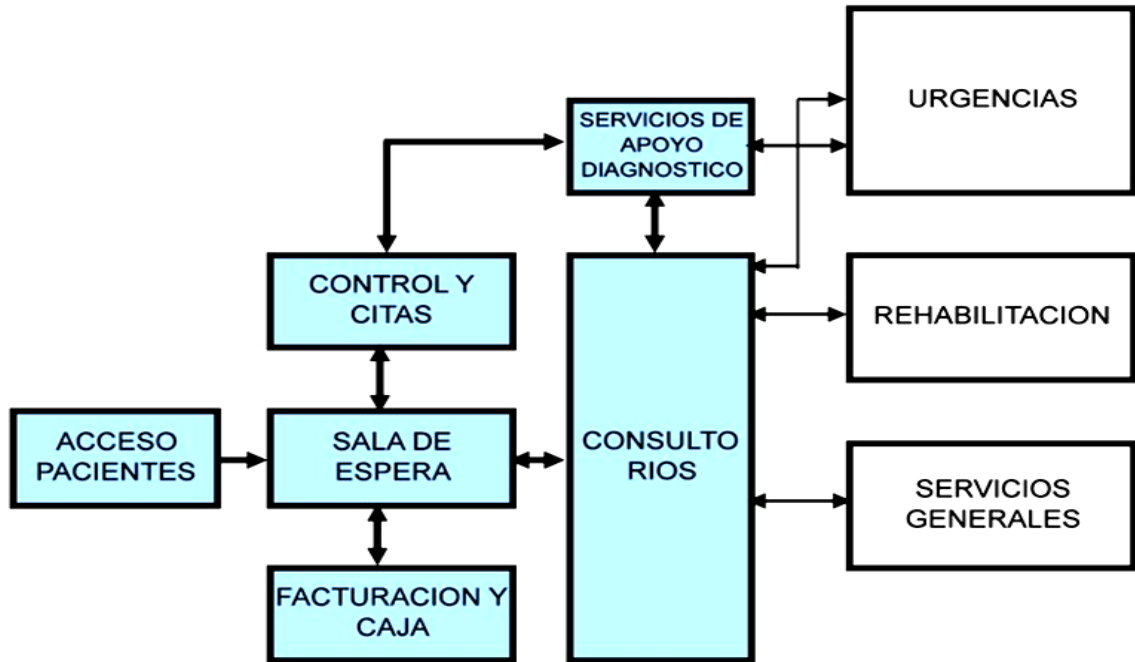 URGENCIAS
SERVICIOS DE
APOYO
DIAGNOSTICO
CONTROL Y
CITAS
REHABILITACION
ACCESO
PACIENTES
SALA DE
ESPERA
CONSULTO
RIOS
SERVICIOS
GENERALES
FACTURACION Y
CAJA